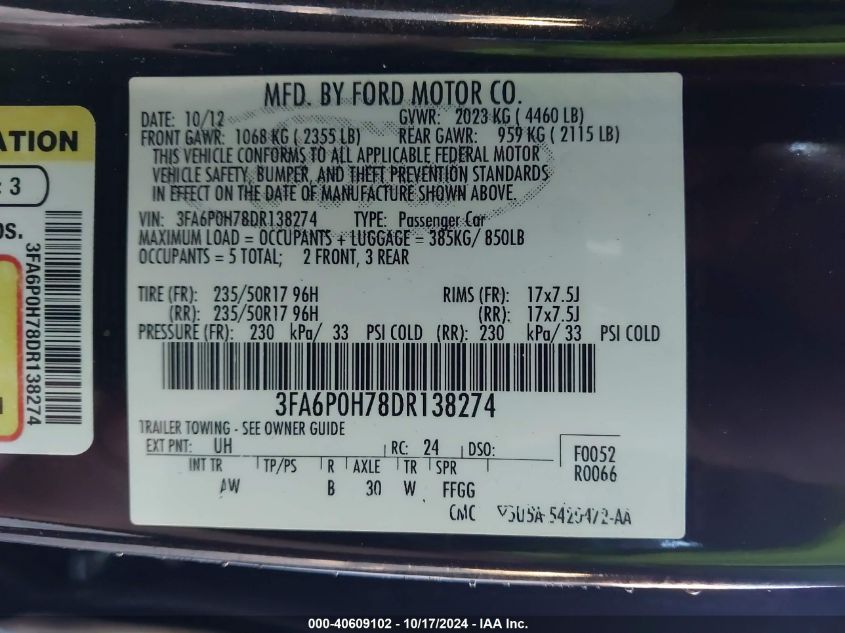 MFD. BY FORD MOTOR CO.
DATE: 10/12 GVWR: 2023 KG ( 4460 LB)
FRONT GAWR: 1068 KG ( 2355 LB) REAR GAWR: 959 KG ( 2115 LB)
THIS VEHICLE CONFORMS TO ALL APPLICABLE FEDERAL MOTOR
VEHICLE SAFETY, BUMPER, AND THEFT PREVENTION STANDARDS
IN EFFECT ON THE DATE OF MANUFACTURE SHOWN ABOVE.
VIN: 3FA6P0H78DR138274 TYPE: Passenger Car
MAXIMUM LOAD = OCCUPANTS + LUGGAGE = 385KG/ 850LB
OCCUPANTS = 5 TOTAL; 2 FRONT, 3 REAR
TIRE (FR): 235/50R17 96H RIMS (FR): 17x7.5J
(RR): 235/50R17 96H (RR): 17x7.5J
PRESSURE (FR): 230 kPa/ 33 PSI COLD (RR): 230 kPa/ 33 PSI COLD
3FA6P0H78DR138274
TRAILER TOWING - SEE OWNER GUIDE
EXT PNT: UH RC: 24 DSO: F0052
INT TR TP/PS R AXLE TR SPR R0066
AW B 30 W FFGG
CMC
ATION
: 3
OS.
3FA6P0H78DR138274
000-40609102 - 10/17/2024 - IAA Inc.